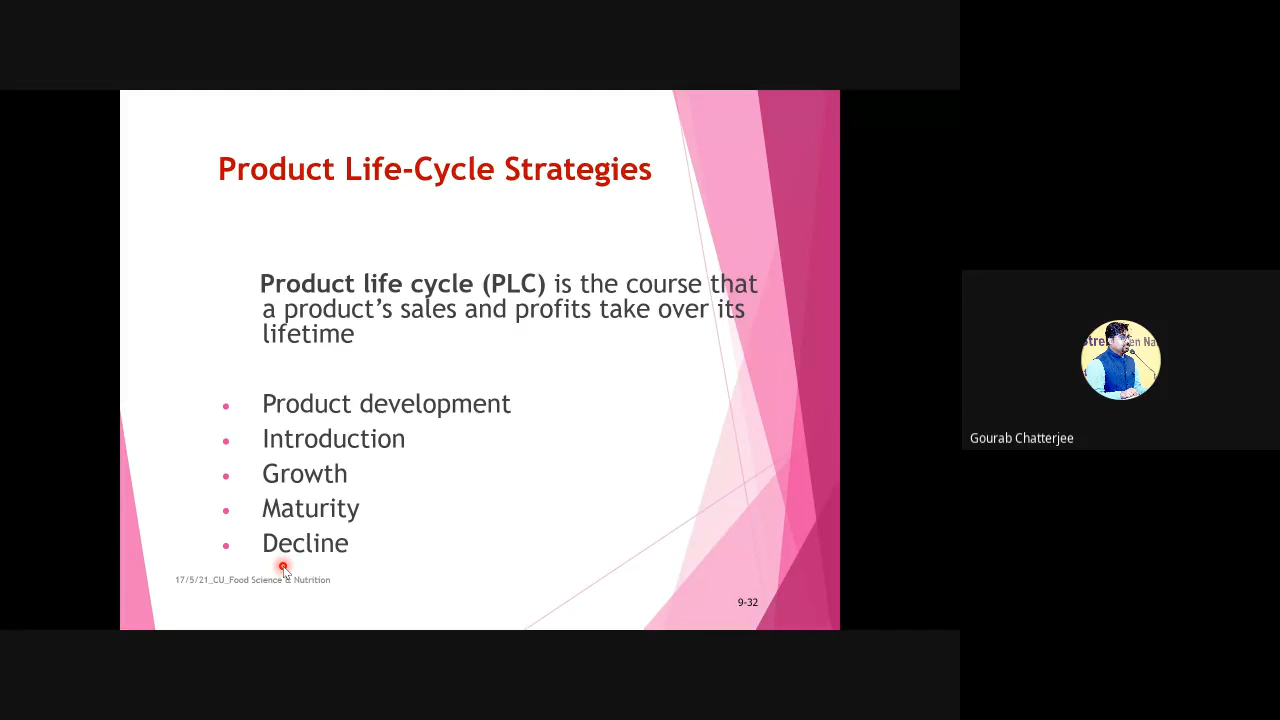 Product Life-Cycle Strategies
Product life cycle (PLC) is the course that
a product's sales and profits take over its
lifetime
• Product development
• Introduction
• Growth
• Maturity
• Decline
17/5/21_CU_Food Science & Nutrition
9-32
Gourab Chatterjee